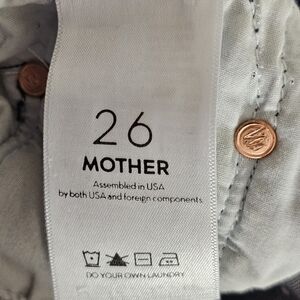 26
MOTHER
Assembled in USA
by both USA and foreign components
DO YOUR OWN LAUNDRY